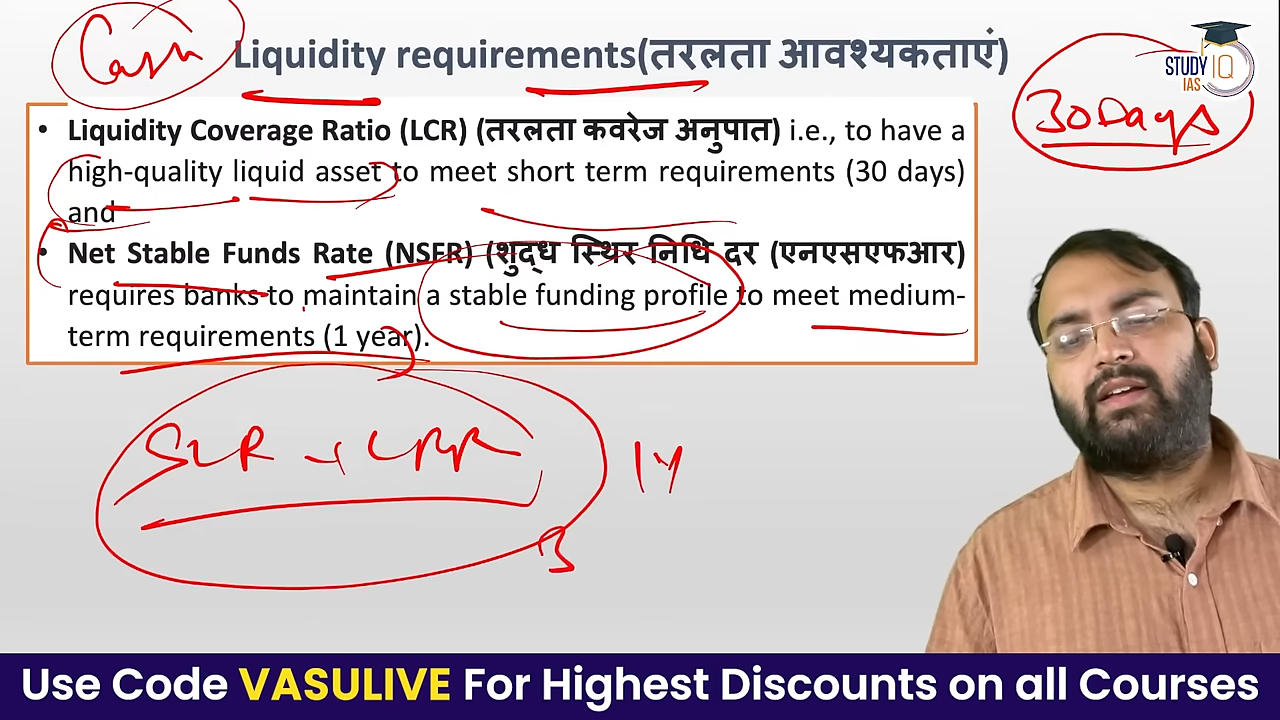 Cash
Liquidity requirements(तरलता आवश्यकताएं)
STUDY IQ
IAS
30 Days
• Liquidity Coverage Ratio (LCR) (तरलता कवरेज अनुपात) i.e., to have a
high-quality liquid asset to meet short term requirements (30 days)
and
• Net Stable Funds Rate (NSFR) (शुद्ध स्थिर निधि दर (एनएसएफआर)
requires banks to maintain a stable funding profile to meet medium-
term requirements (1 year).
SLR + CRR
1y
Use Code VASULIVE For Highest Discounts on all Courses